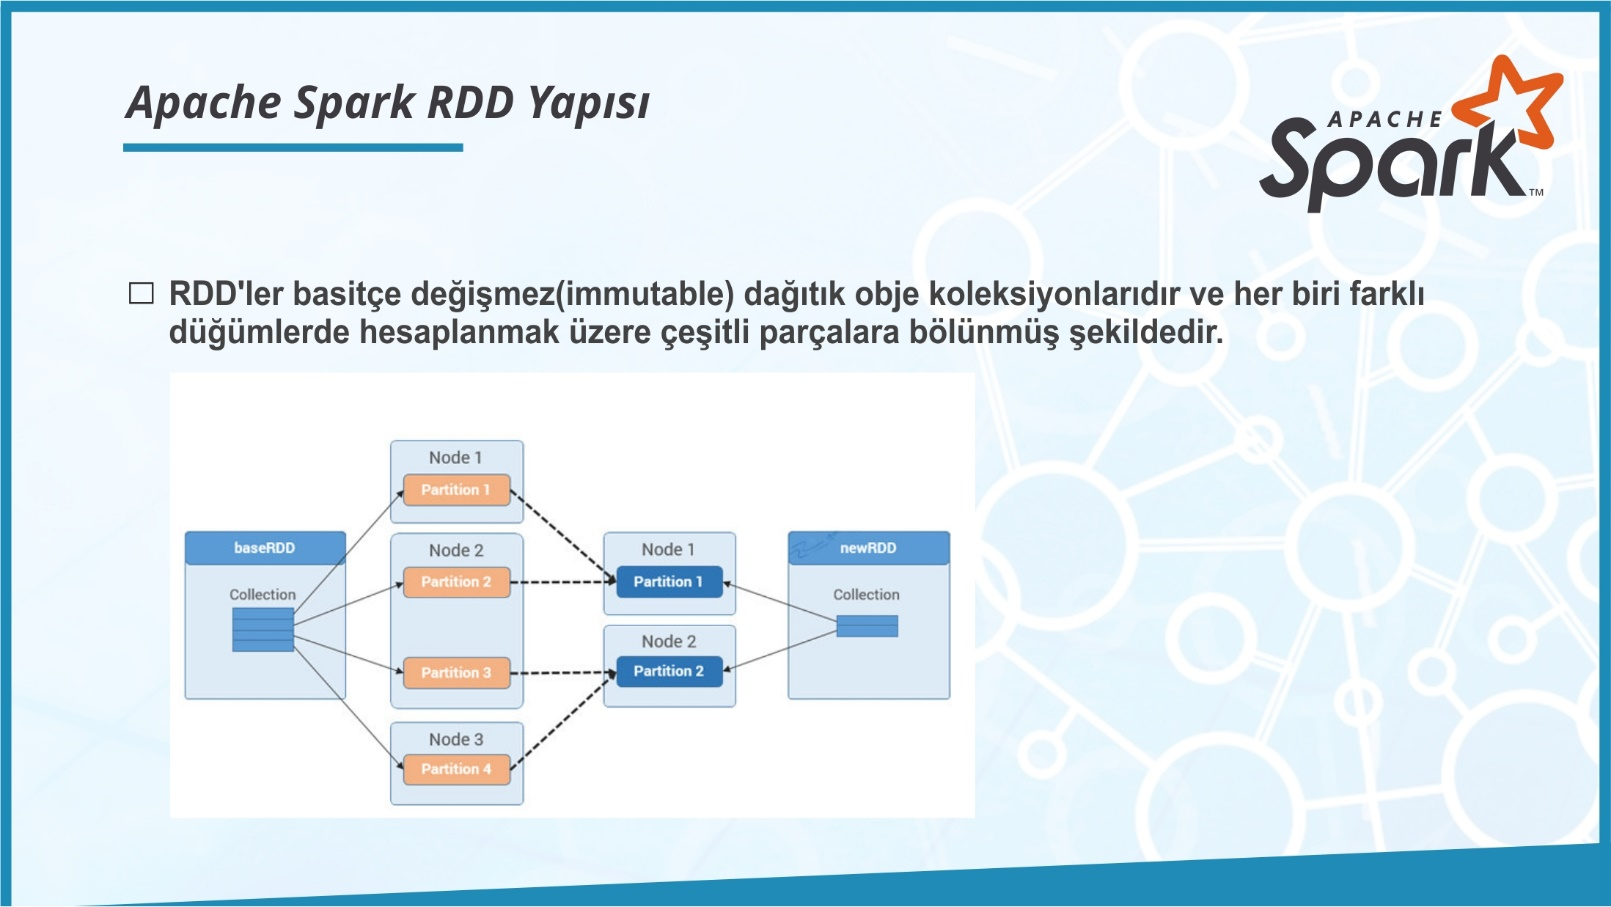 Apache Spark RDD Yapısı
APACHE
Spark™
☐ RDD'ler basitçe değişmez(immutable) dağıtık obje koleksiyonlarıdır ve her biri farklı
düğümlerde hesaplanmak üzere çeşitli parçalara bölünmüş şekildedir.
baseRDD
Collection
Node 1
Partition 1
Node 2
Partition 2
Partition 3
Node 3
Partition 4
Node 1
Partition 1
Node 2
Partition 2
newRDD
Collection